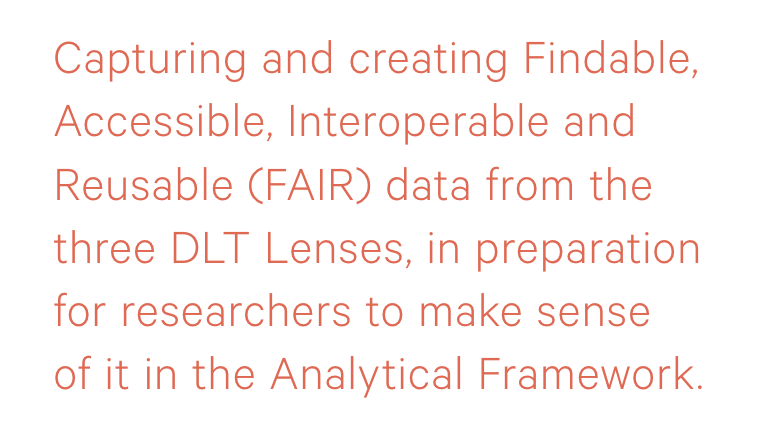 Capturing and creating Findable,
Accessible, Interoperable and
Reusable (FAIR) data from the
three DLT Lenses, in preparation
for researchers to make sense
of it in the Analytical Framework.